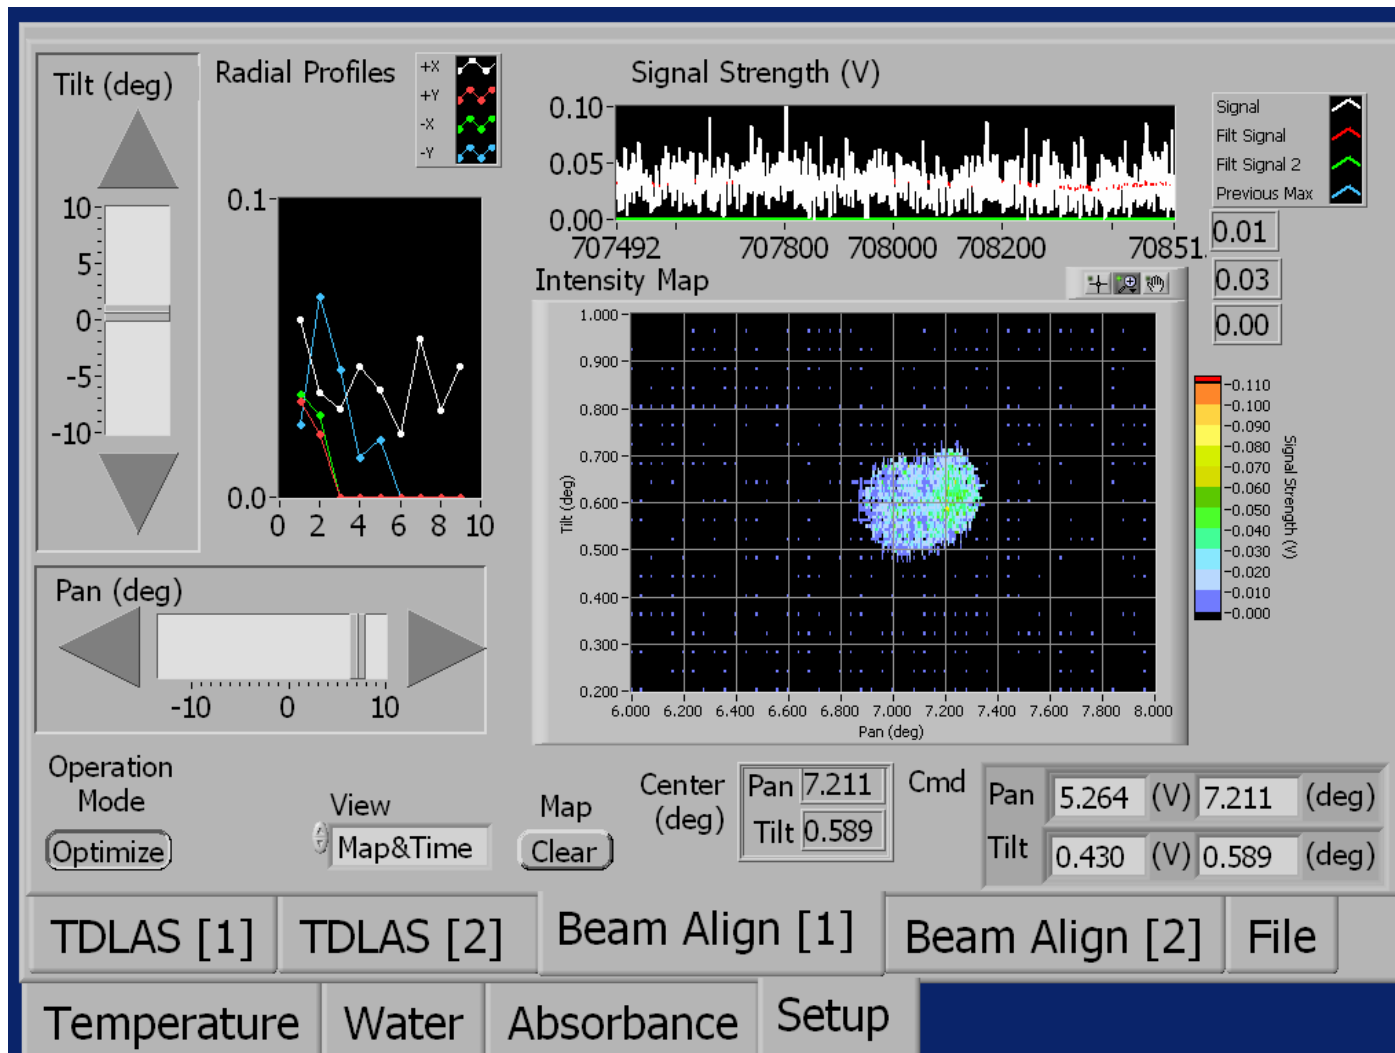 Tilt (deg)
10
5
0
-5
-10
Radial Profiles
+X
+Y
-X
-Y
0.1
0.0
0 2 4 6 8 10
Signal Strength (V)
0.10
0.05
0.00
707492 707800 708000 708200 70851
Signal
Filt Signal
Filt Signal 2
Previous Max
0.01
0.03
0.00
Intensity Map
1.000
0.900
0.800
0.700
0.600
0.500
0.400
0.300
0.200
Tilt (deg)
6.000 6.200 6.400 6.600 6.800 7.000 7.200 7.400 7.600 7.800 8.000
Pan (deg)
-0.110
-0.100
-0.090
-0.080
-0.070
-0.060
-0.050
-0.040
-0.030
-0.020
-0.010
-0.000
Signal Strength (V)
Pan (deg)
-10 0 10
Operation
Mode
Optimize
View
Map&Time
Map
Clear
Center
(deg)
Pan 7.211
Tilt 0.589
Cmd
Pan 5.264 (V) 7.211 (deg)
Tilt 0.430 (V) 0.589 (deg)
TDLAS [1] TDLAS [2] Beam Align [1] Beam Align [2] File
Temperature Water Absorbance Setup